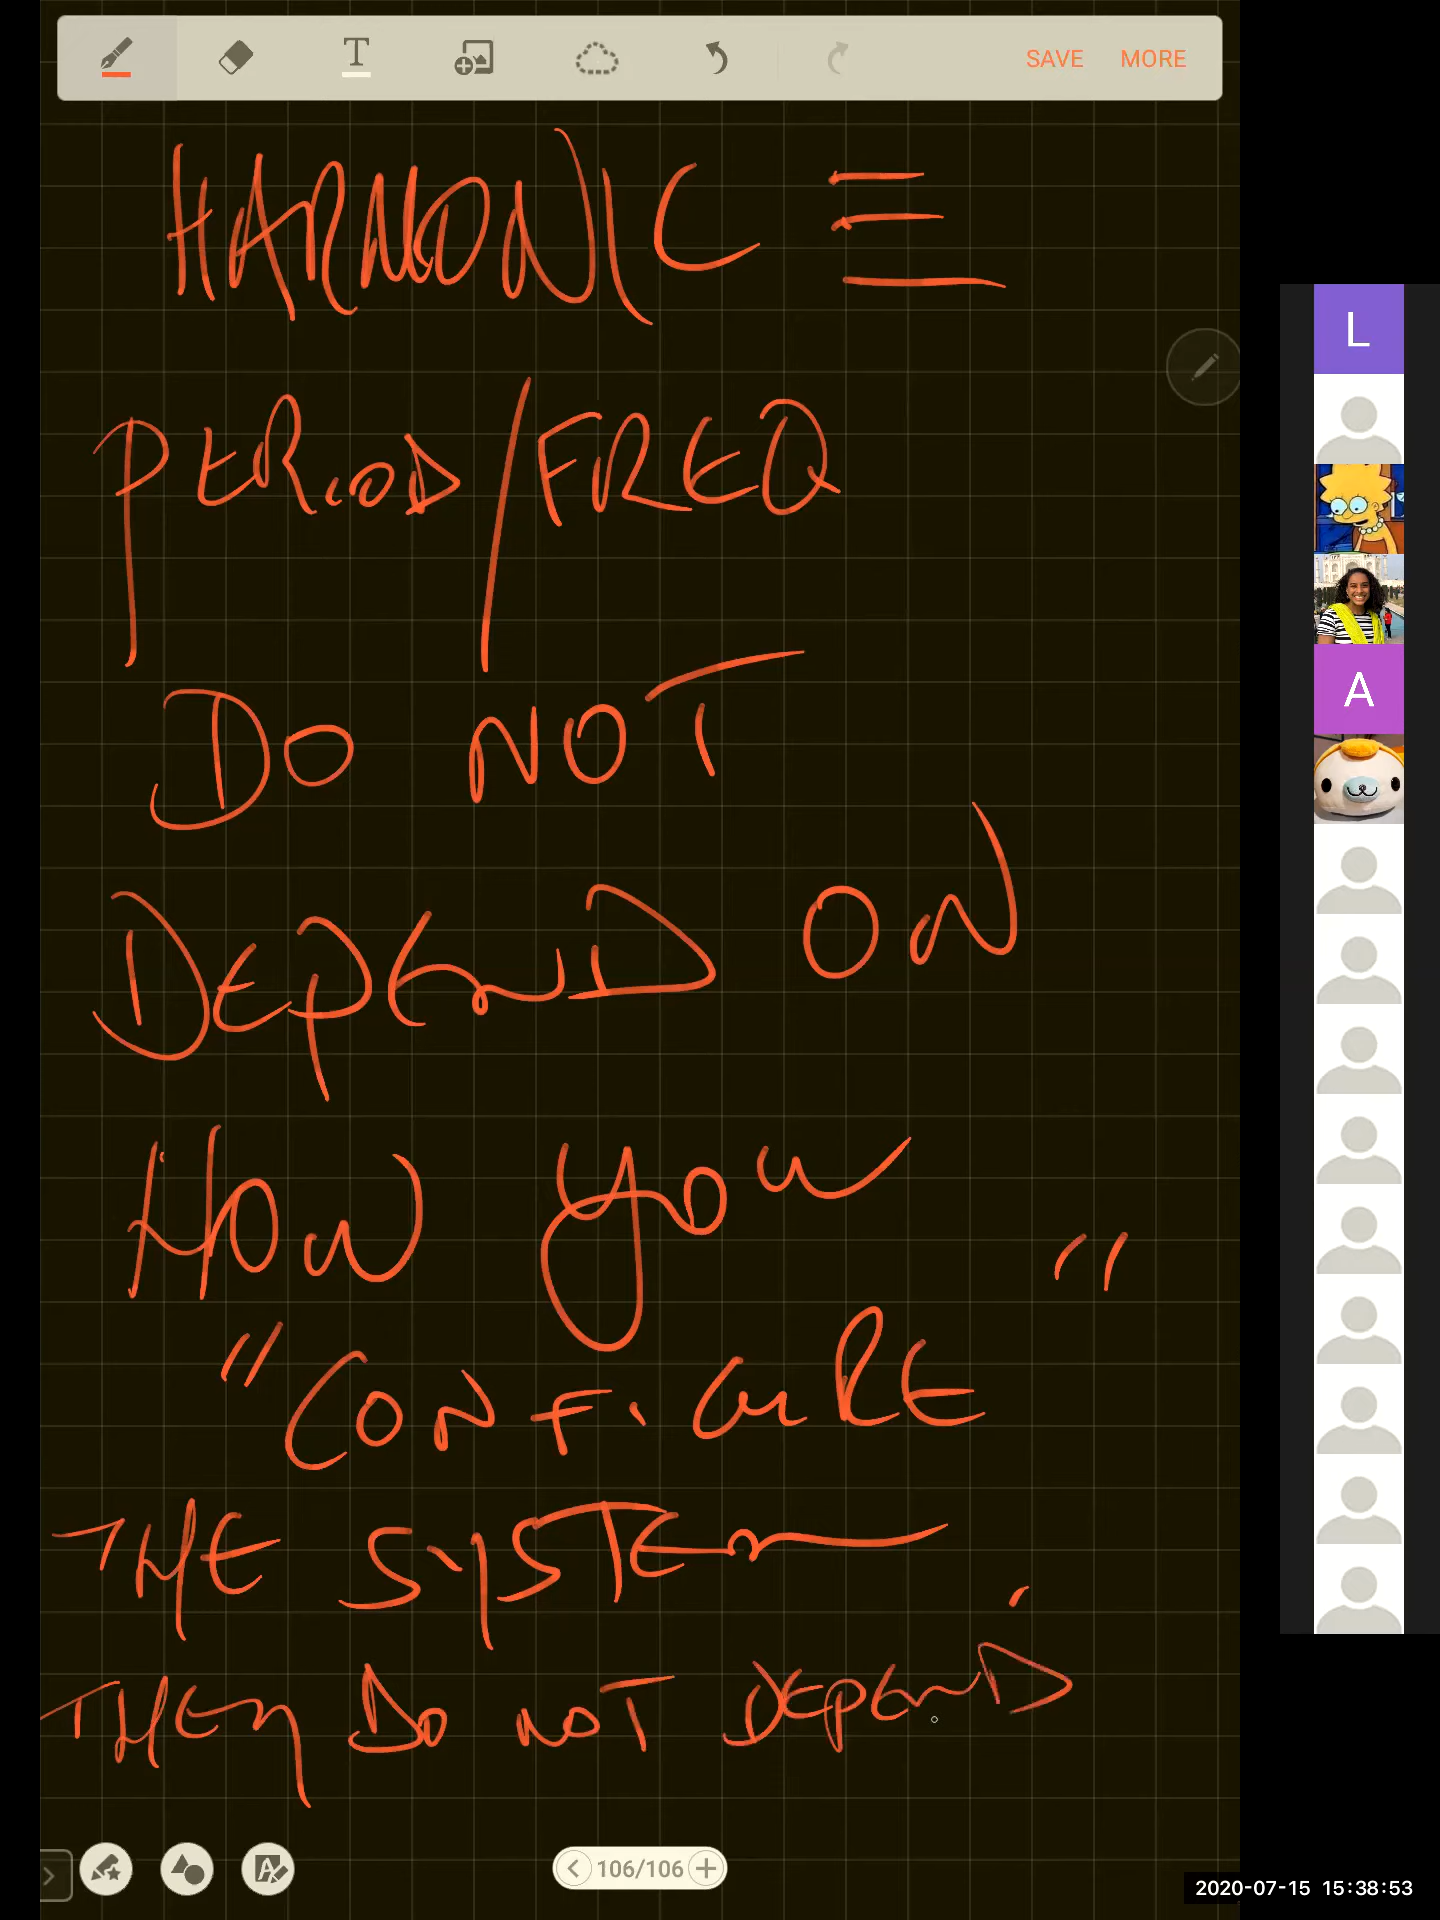 T SAVE MORE
HARMONIC ≡
PERIOD/FREQ
DO NOT
DEPEND ON
HOW YOU
"CONFIGURE"
THE SYSTEM.
THEY DO NOT DEPEND
L
A
106/106
2020-07-15 15:38:53